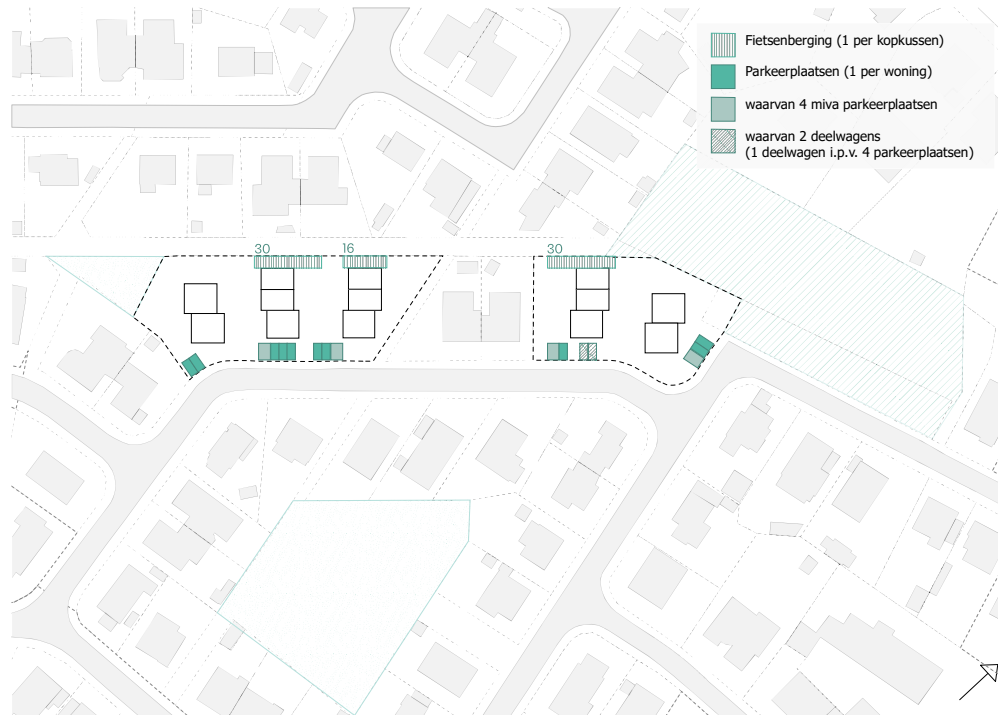 Fietsenberging (1 per kopkussen)
Parkeerplaatsen (1 per woning)
waarvan 4 miva parkeerplaatsen
waarvan 2 deelwagens
(1 deelwagen i.p.v. 4 parkeerplaatsen)
30 16 30